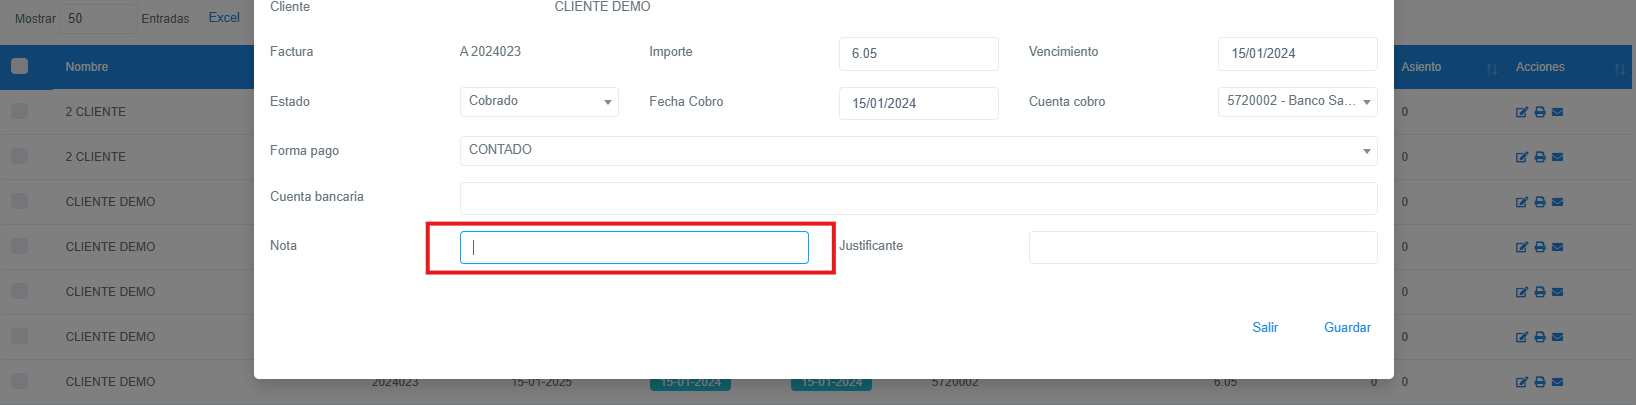 Cliente CLIENTE DEMO
Mostrar 50 Entradas Excel
Factura A 2024023 Importe 6.05 Vencimiento 15/01/2024
Nombre Asiento Acciones
Estado Cobrado Fecha Cobro 15/01/2024 Cuenta cobro 5720002 - Banco Sa...
2 CLIENTE 0
Forma pago CONTADO
2 CLIENTE 0
Cuenta bancaria
CLIENTE DEMO 0
Nota Justificante
CLIENTE DEMO 0
CLIENTE DEMO 0
Salir Guardar
CLIENTE DEMO 0
CLIENTE DEMO 2024023 15-01-2025 15-01-2024 15-01-2024 5720002 6.05 0 0